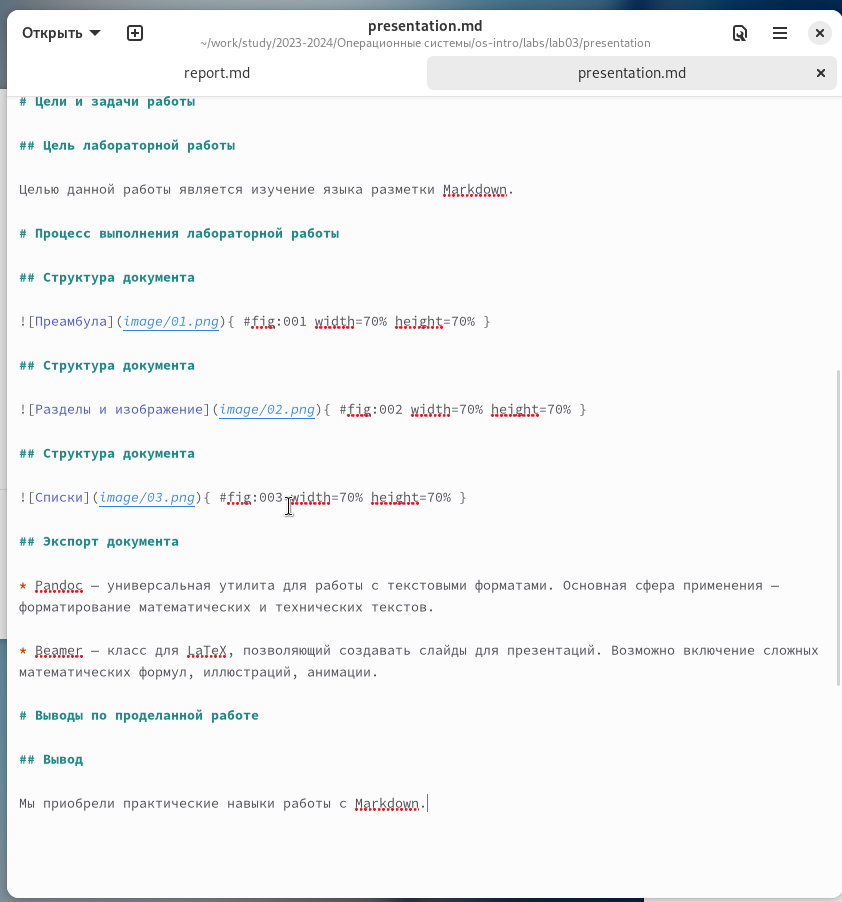 Открыть
presentation.md
~/work/study/2023-2024/Операционные системы/os-intro/labs/lab03/presentation
report.md
presentation.md
# Цели и задачи работы
## Цель лабораторной работы
Целью данной работы является изучение языка разметки Markdown.
# Процесс выполнения лабораторной работы
## Структура документа
![Преамбула](image/01.png){ #fig:001 width=70% height=70% }
## Структура документа
![Разделы и изображение](image/02.png){ #fig:002 width=70% height=70% }
## Структура документа
![Списки](image/03.png){ #fig:003 width=70% height=70% }
## Экспорт документа
* Pandoc — универсальная утилита для работы с текстовыми форматами. Основная сфера применения —
форматирование математических и технических текстов.
* Beamer — класс для LaTeX, позволяющий создавать слайды для презентаций. Возможно включение сложных
математических формул, иллюстраций, анимации.
# Выводы по проделанной работе
## Вывод
Мы приобрели практические навыки работы с Markdown.